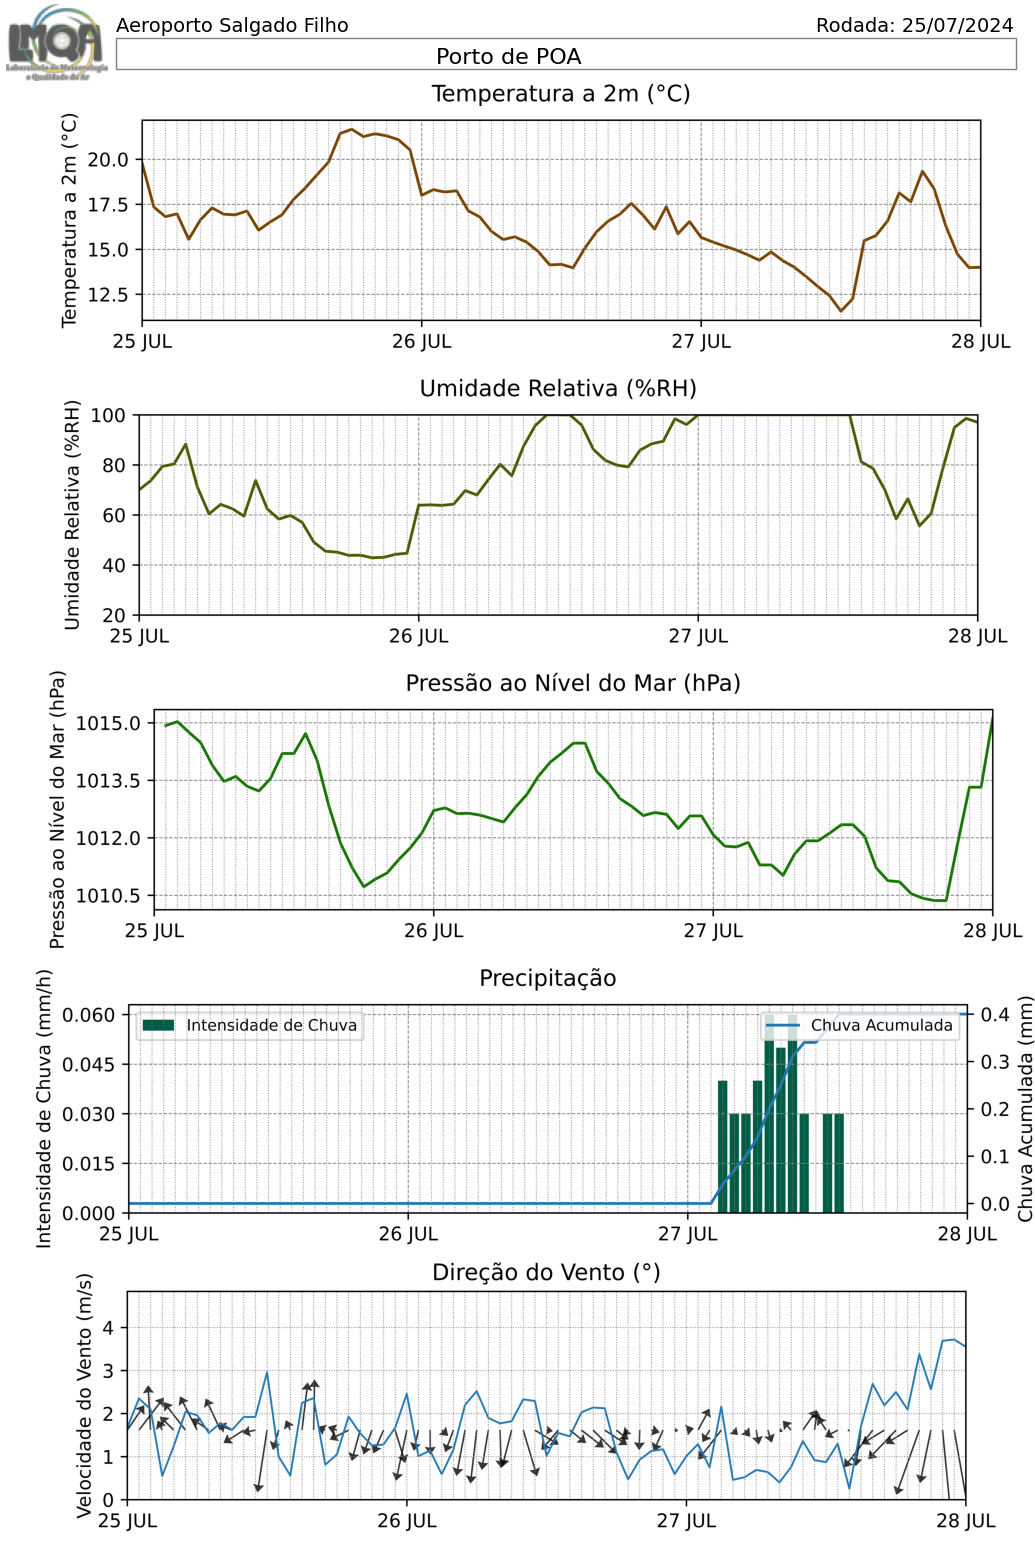 LMQA
Laboratório de Meteorologia
e Qualidade do Ar
Aeroporto Salgado Filho
Rodada: 25/07/2024
Porto de POA
Temperatura a 2m (°C)
Temperatura a 2m (°C)
20.0
17.5
15.0
12.5
25 JUL 26 JUL 27 JUL 28 JUL
Umidade Relativa (%RH)
Umidade Relativa (%RH)
100
80
60
40
20
25 JUL 26 JUL 27 JUL 28 JUL
Pressão ao Nível do Mar (hPa)
Pressão ao Nível do Mar (hPa)
1015.0
1013.5
1012.0
1010.5
25 JUL 26 JUL 27 JUL 28 JUL
Precipitação
Intensidade de Chuva (mm/h)
0.060
0.045
0.030
0.015
0.000
Intensidade de Chuva
Chuva Acumulada
0.4
0.3
0.2
0.1
0.0
Chuva Acumulada (mm)
25 JUL 26 JUL 27 JUL 28 JUL
Direção do Vento (°)
Velocidade do Vento (m/s)
4
3
2
1
0
25 JUL 26 JUL 27 JUL 28 JUL